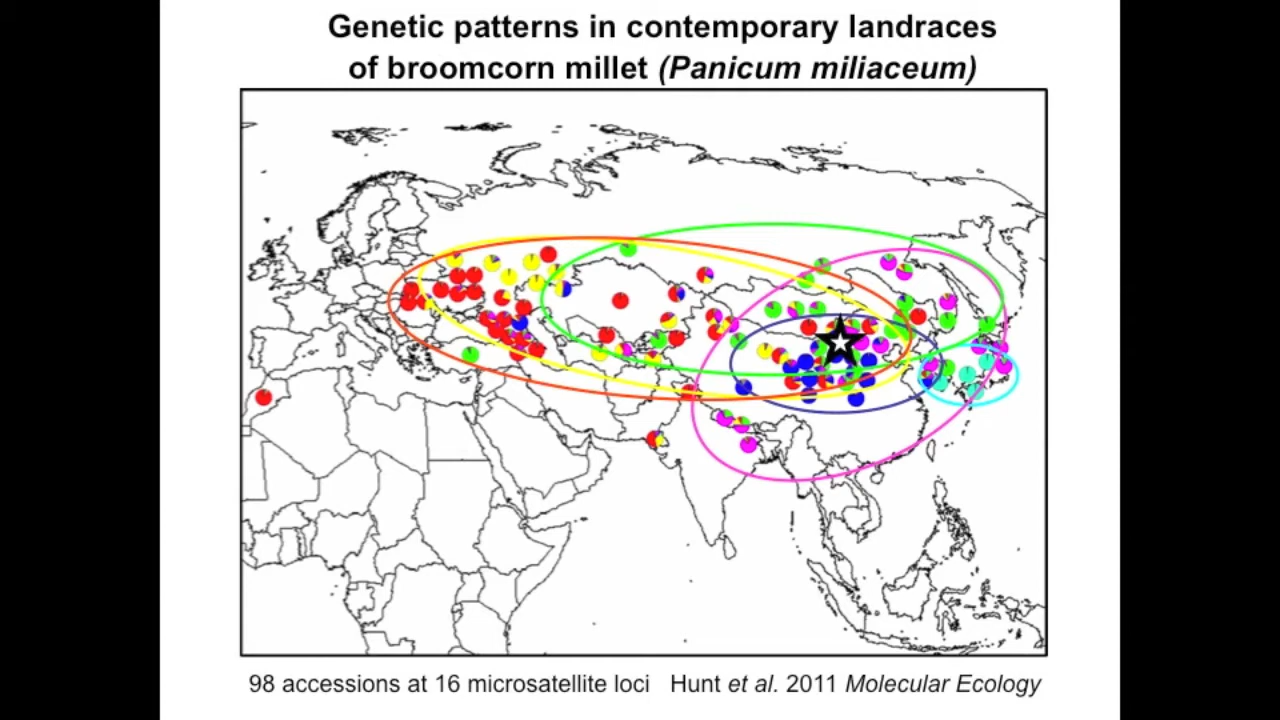 Genetic patterns in contemporary landraces
of broomcorn millet (Panicum miliaceum)
98 accessions at 16 microsatellite loci Hunt et al. 2011 Molecular Ecology